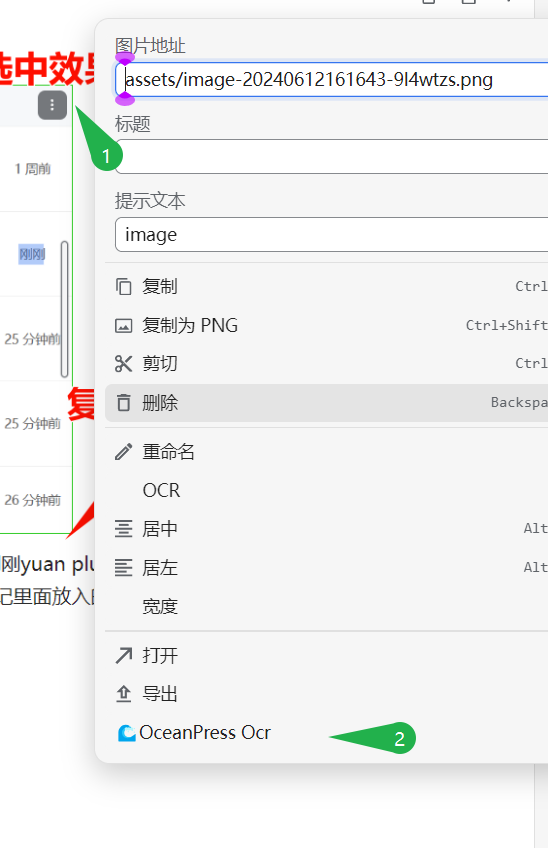 选中效果
1 周前
刚刚
25 分钟前
25 分钟前
26 分钟前
复
刚yuan plu
记里面放入
图片地址
assets/image-20240612161643-9l4wtzs.png
标题
1
提示文本
image
复制 Ctrl
复制为 PNG Ctrl+Shift
剪切 Ctrl
删除 Backspa
重命名
OCR
居中 Alt
居左 Alt
宽度
打开
导出
OceanPress Ocr
2